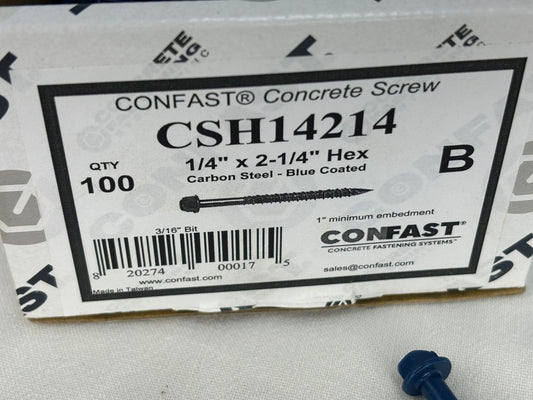 CONFAST® Concrete Screw
CSH14214
QTY
100
1/4" x 2-1/4" Hex
Carbon Steel - Blue Coated
B
3/16" Bit
1" minimum embedment
CONFAST®
CONCRETE FASTENING SYSTEMS™
8 20274 00017 5
www.confast.com
sales@confast.com
Made in Taiwan